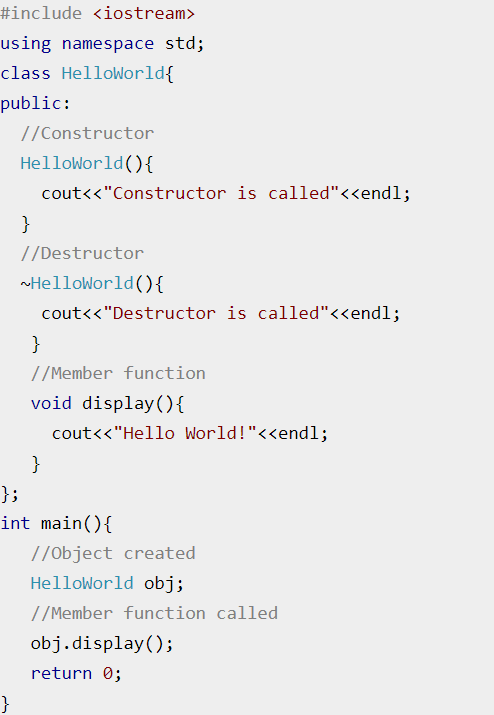 #include <iostream>
using namespace std;
class HelloWorld{
public:
  //Constructor
  HelloWorld(){
    cout<<"Constructor is called"<<endl;
  }
  //Destructor
  ~HelloWorld(){
    cout<<"Destructor is called"<<endl;
   }
   //Member function
   void display(){
     cout<<"Hello World!"<<endl;
   }
};
int main(){
   //Object created
   HelloWorld obj;
   //Member function called
   obj.display();
   return 0;
}